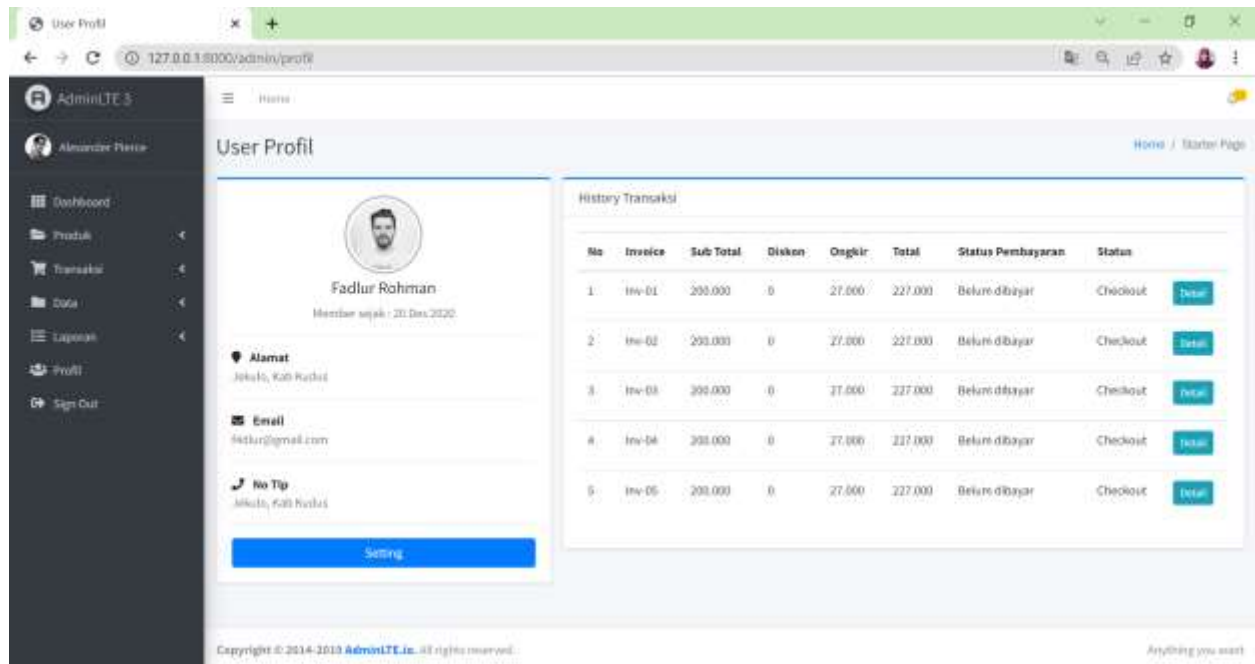 User Profil
127.0.0.1:8000/admin/profil
AdminLTE 3
Home
Alexander Pierce
User Profil
Home / Starter Page
Dashboard
Produk
Transaksi
Data
Laporan
Profil
Sign Out
Fadlur Rohman
Member sejak : 20 Des 2020
Alamat
Jekulo, Kab Kudus
Email
fadlur@gmail.com
No Tlp
Jekulo, Kab Kudus
Setting
History Transaksi
No Invoice Sub Total Diskon Ongkir Total Status Pembayaran Status
1 Inv-01 200.000 0 27.000 227.000 Belum dibayar Checkout Detail
2 Inv-02 200.000 0 27.000 227.000 Belum dibayar Checkout Detail
3 Inv-03 200.000 0 27.000 227.000 Belum dibayar Checkout Detail
4 Inv-04 200.000 0 27.000 227.000 Belum dibayar Checkout Detail
5 Inv-05 200.000 0 27.000 227.000 Belum dibayar Checkout Detail
Copyright © 2014-2019 AdminLTE.io. All rights reserved.
Anything you want